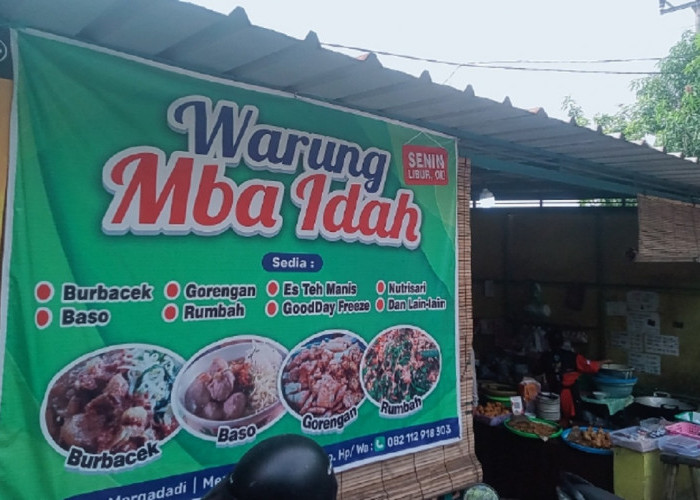 Warung
Mba Idah
SENIN
LIBUR, OK!
Sedia :
Burbacek
Gorengan
Es Teh Manis
Nutrisari
Baso
Rumbah
GoodDay Freeze
Dan Lain-lain
Burbacek
Baso
Gorengan
Rumbah
Mergadadi |
Hp/ Wa : 082 112 918 303